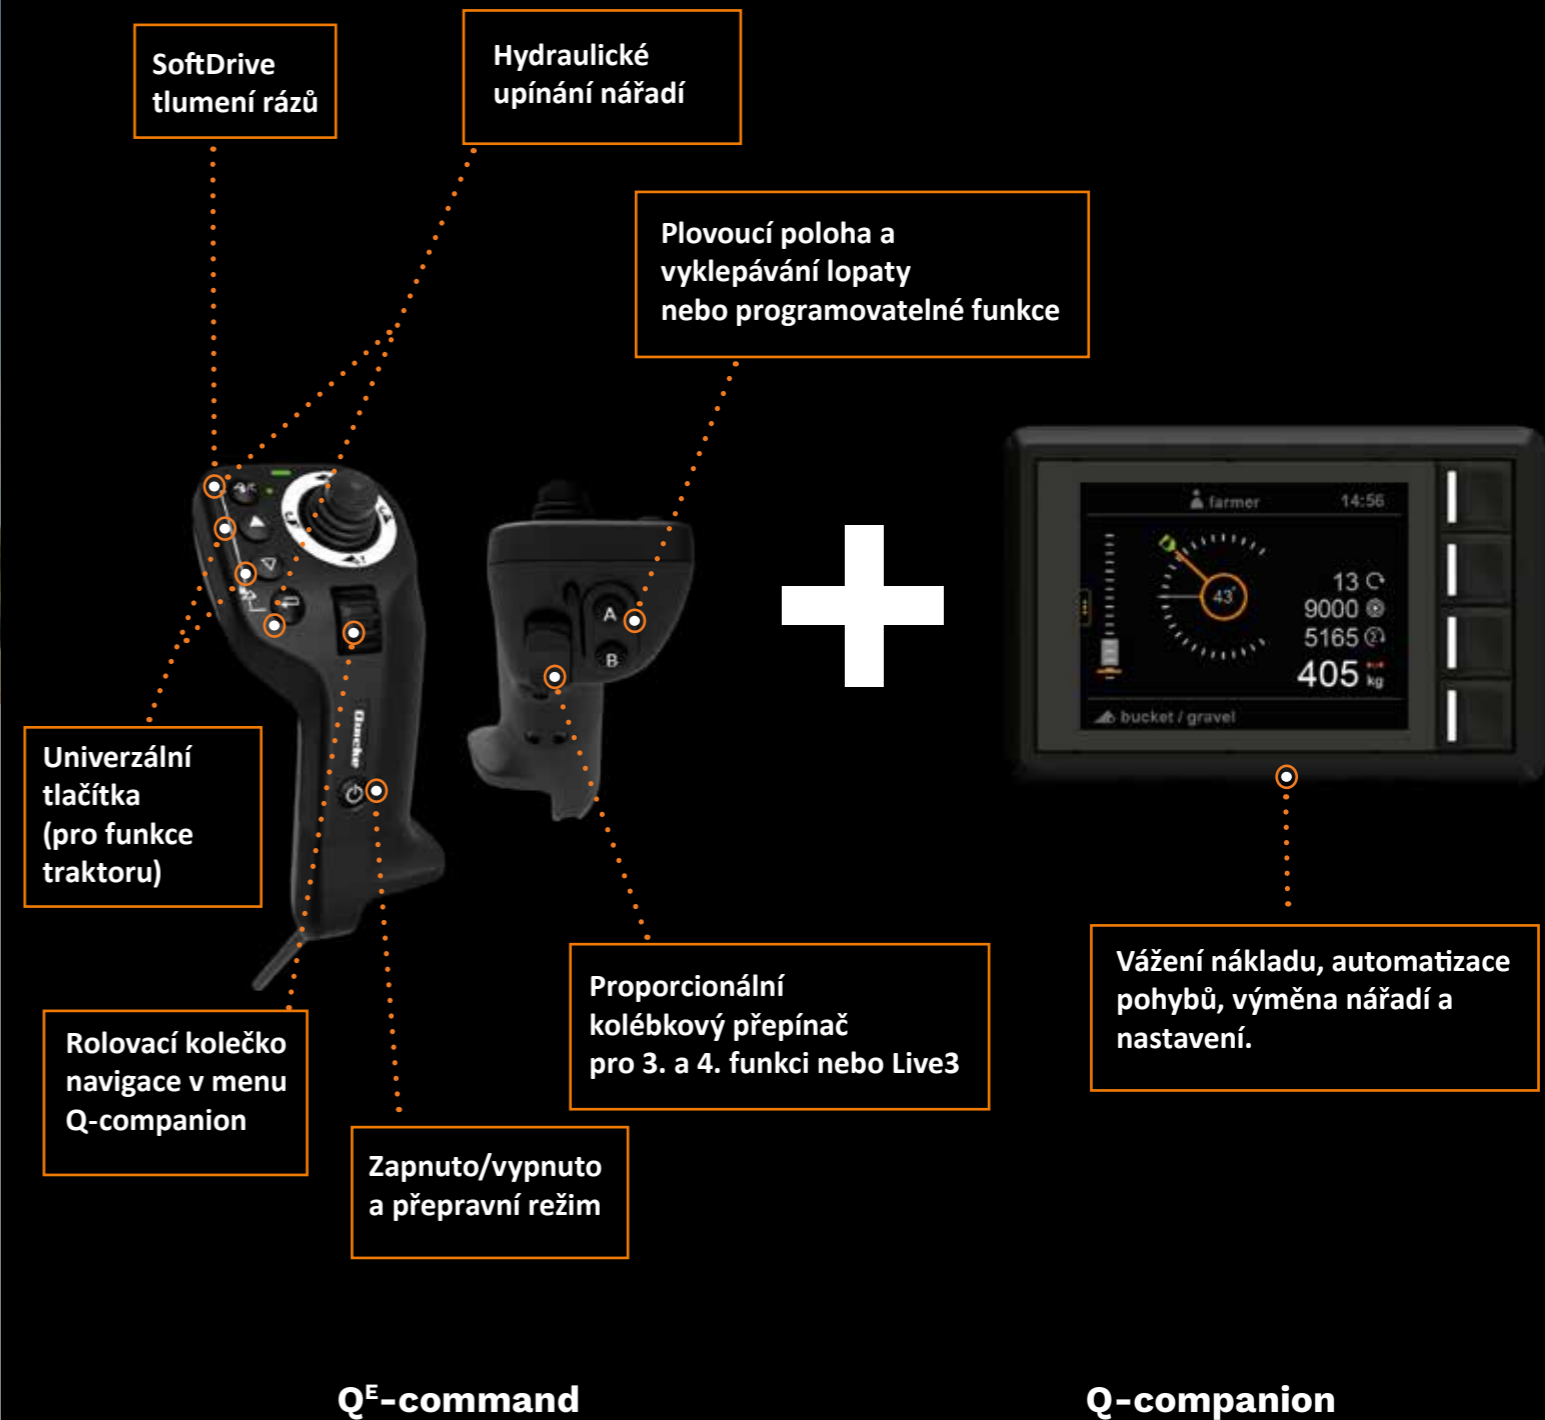 SoftDrive
tlumení rázů
Hydraulické
upínání nářadí
Plovoucí poloha a
vyklepávání lopaty
nebo programovatelné funkce
A
B
Quicke
farmer 14:56
43°
13
9000
5165
405 kg
bucket / gravel
Univerzální
tlačítka
(pro funkce
traktoru)
Rolovací kolečko
navigace v menu
Q-companion
Zapnuto/vypnuto
a přepravní režim
Proporcionální
kolébkový přepínač
pro 3. a 4. funkci nebo Live3
Vážení nákladu, automatizace
pohybů, výměna nářadí a
nastavení.
Qᴱ-command
Q-companion